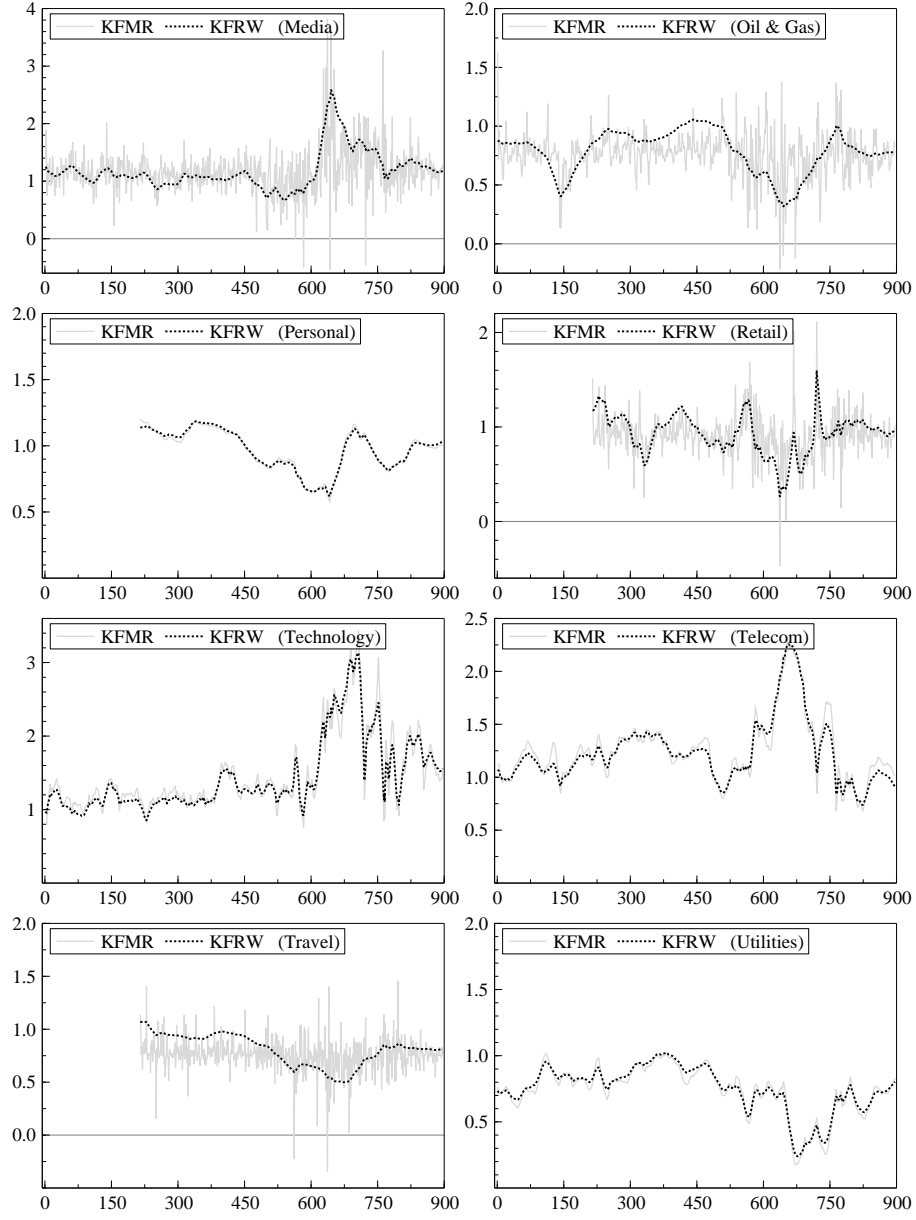 4
3
2
1
0
KFMR KFRW (Media)
0 150 300 450 600 750 900
2.0
1.5
1.0
0.5
0.0
KFMR KFRW (Oil & Gas)
0 150 300 450 600 750 900
2.0
1.5
1.0
0.5
KFMR KFRW (Personal)
0 150 300 450 600 750 900
2
1
0
KFMR KFRW (Retail)
0 150 300 450 600 750 900
3
2
1
KFMR KFRW (Technology)
0 150 300 450 600 750 900
2.5
2.0
1.5
1.0
0.5
KFMR KFRW (Telecom)
0 150 300 450 600 750 900
2.0
1.5
1.0
0.5
0.0
KFMR KFRW (Travel)
0 150 300 450 600 750 900
2.0
1.5
1.0
0.5
KFMR KFRW (Utilities)
0 150 300 450 600 750 900